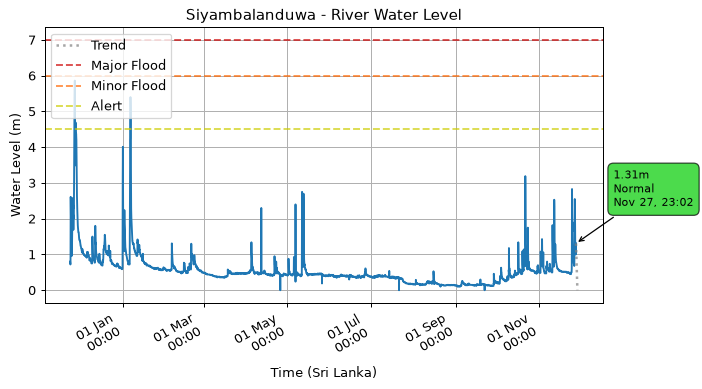 Siyambalanduwa - River Water Level
Trend
Major Flood
Minor Flood
Alert
Water Level (m)
7
6
5
4
3
2
1
0
1.31m
Normal
Nov 27, 23:02
01 Jan
00:00
01 Mar
00:00
01 May
00:00
01 Jul
00:00
01 Sep
00:00
01 Nov
00:00
Time (Sri Lanka)